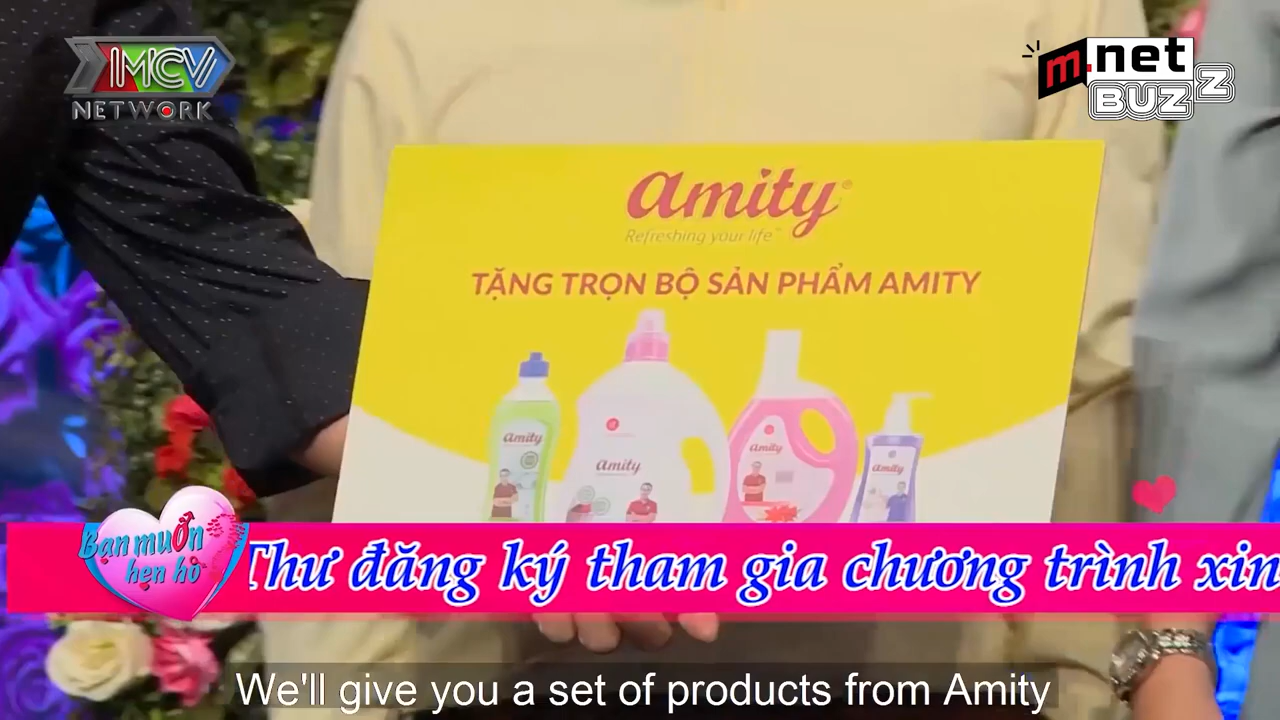 MCV
NETWORK
m.net
BUZZ
amity®
Refreshing your life™
TẶNG TRỌN BỘ SẢN PHẨM AMITY
amity
amity
amity
amity
Bạn muốn
hẹn hò
Thư đăng ký tham gia chương trình xin
We'll give you a set of products from Amity